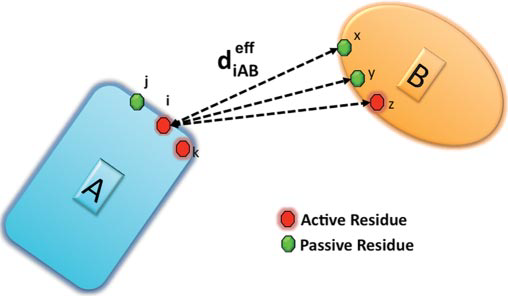 x
d iAB eff
y
B
j
i
z
k
A
Active Residue
Passive Residue